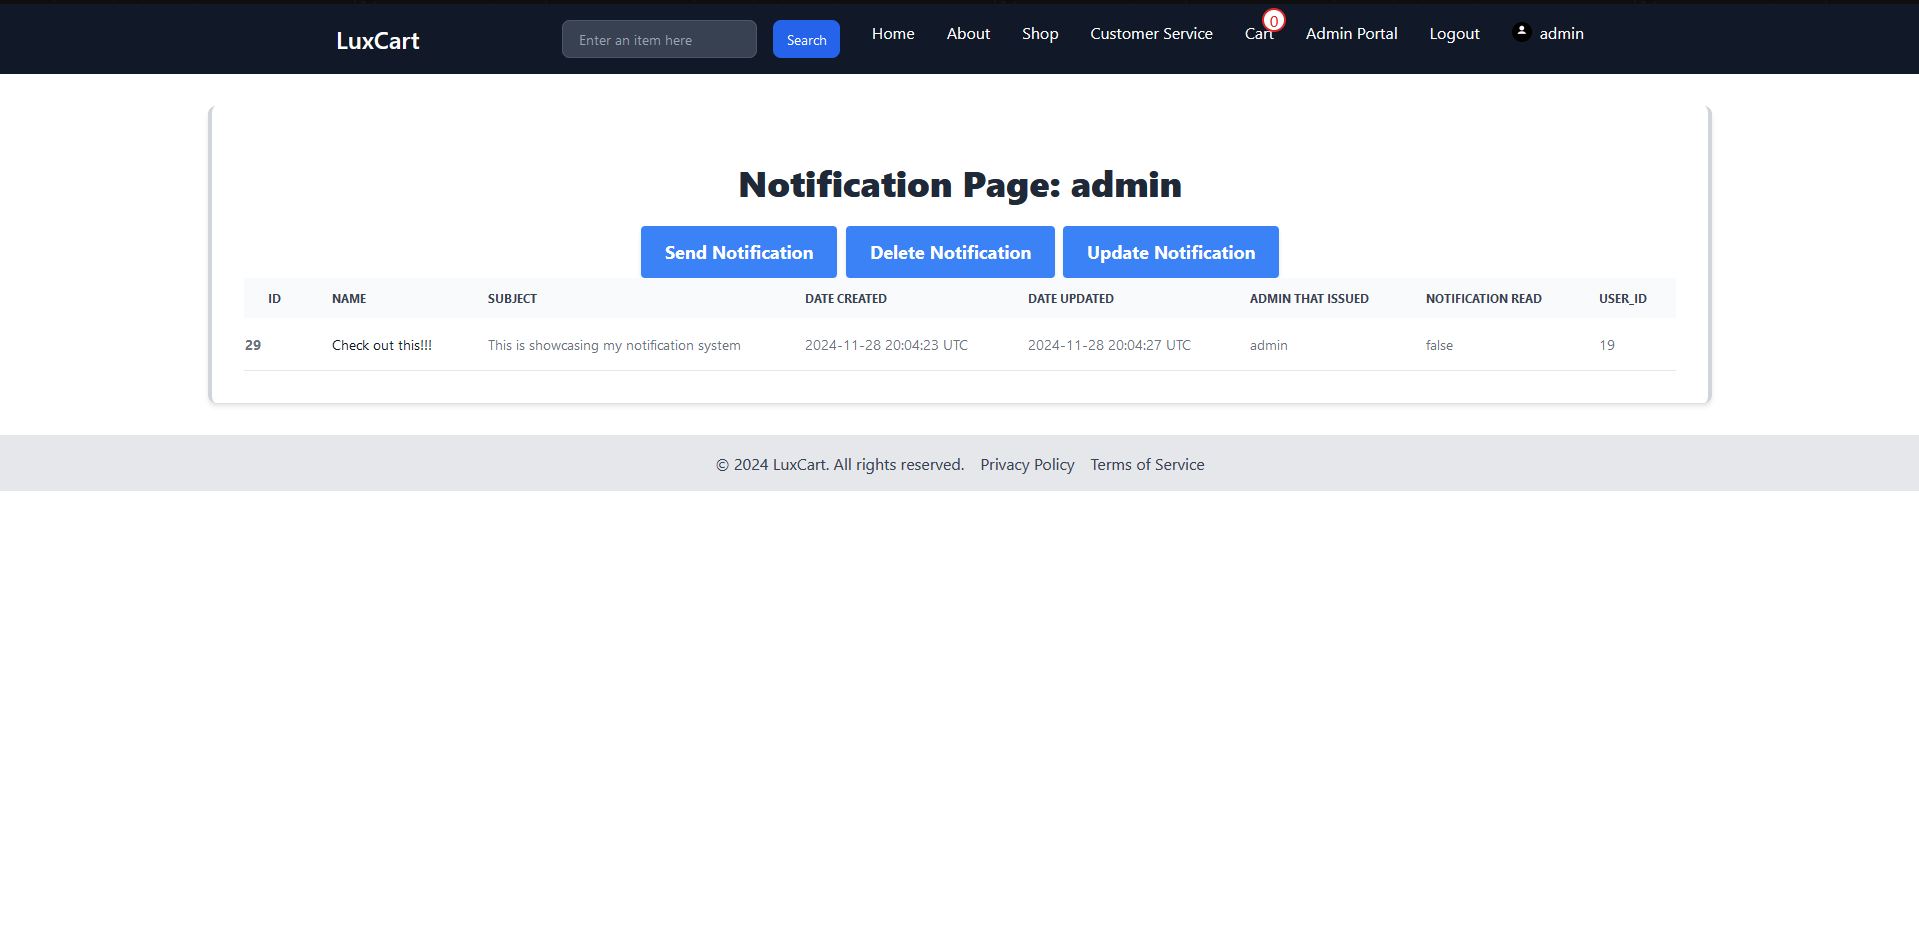 LuxCart
Enter an item here
Search
Home
About
Shop
Customer Service
Cart
0
Admin Portal
Logout
admin
Notification Page: admin
Send Notification
Delete Notification
Update Notification
ID NAME SUBJECT DATE CREATED DATE UPDATED ADMIN THAT ISSUED NOTIFICATION READ USER_ID
29 Check out this!!! This is showcasing my notification system 2024-11-28 20:04:23 UTC 2024-11-28 20:04:27 UTC admin false 19
© 2024 LuxCart. All rights reserved. Privacy Policy Terms of Service